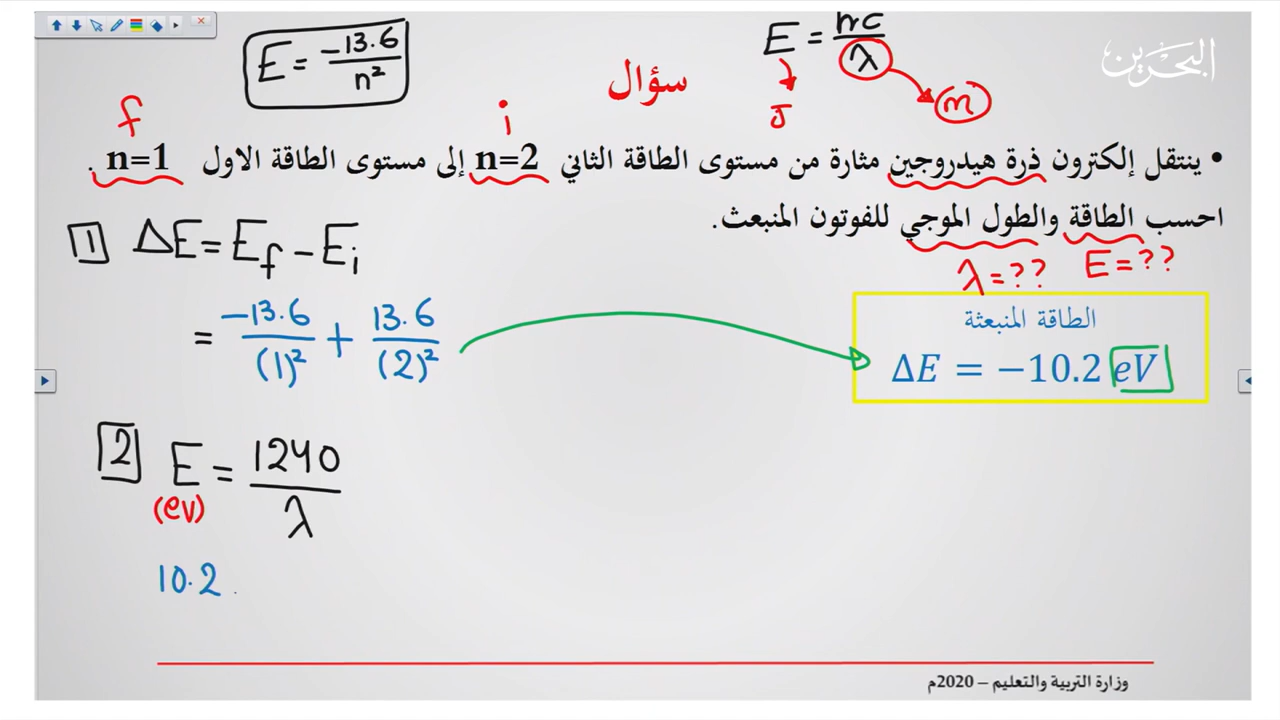 E = -13.6 / n²
E = hc / λ
J
m
البحرين
سؤال
f
i
• ينتقل إلكترون ذرة هيدروجين مثارة من مستوى الطاقة الثاني n=2 إلى مستوى الطاقة الاول n=1 .
احسب الطاقة والطول الموجي للفوتون المنبعث.
λ = ?? E = ??
1 ΔE = Ef - Ei
= -13.6 / (1)² + 13.6 / (2)²
الطاقة المنبعثة
ΔE = −10.2 eV
2 E = 1240 / λ
(eV)
10.2
وزارة التربية والتعليم – 2020م